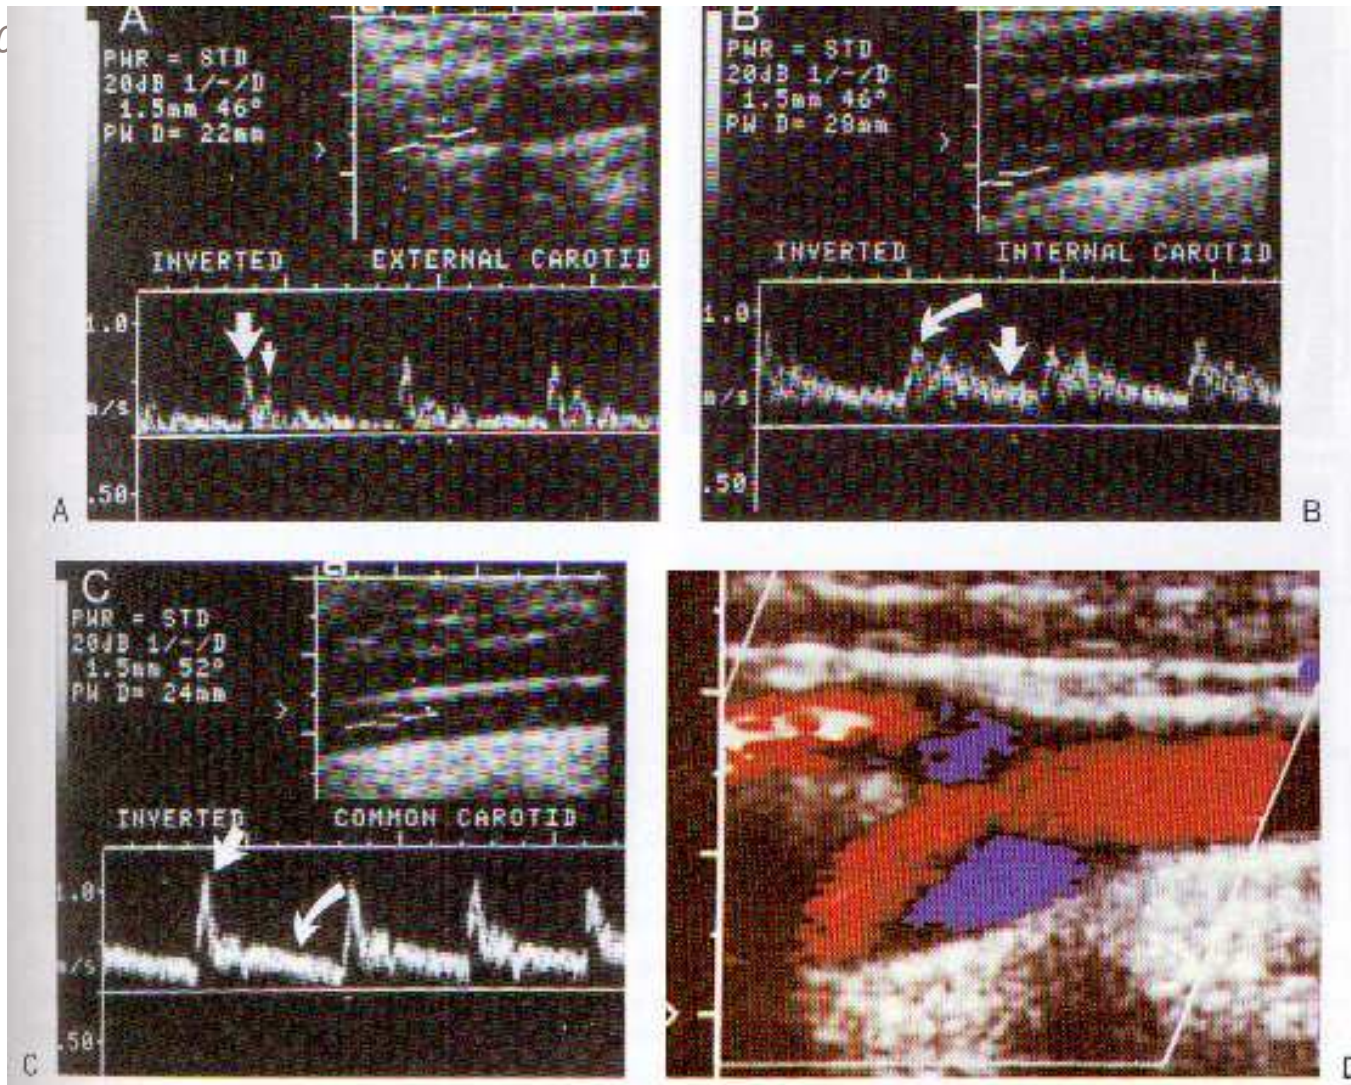 A
PWR = STD
20dB 1/-/D
1.5mm 46°
PW D= 22mm
INVERTED EXTERNAL CAROTID
1.0
m/s
.50
A
B
PWR = STD
20dB 1/-/D
1.5mm 46°
PW D= 28mm
INVERTED INTERNAL CAROTID
1.0
m/s
.50
B
C
PWR = STD
20dB 1/-/D
1.5mm 52°
PW D= 24mm
INVERTED COMMON CAROTID
1.0
m/s
.50
C